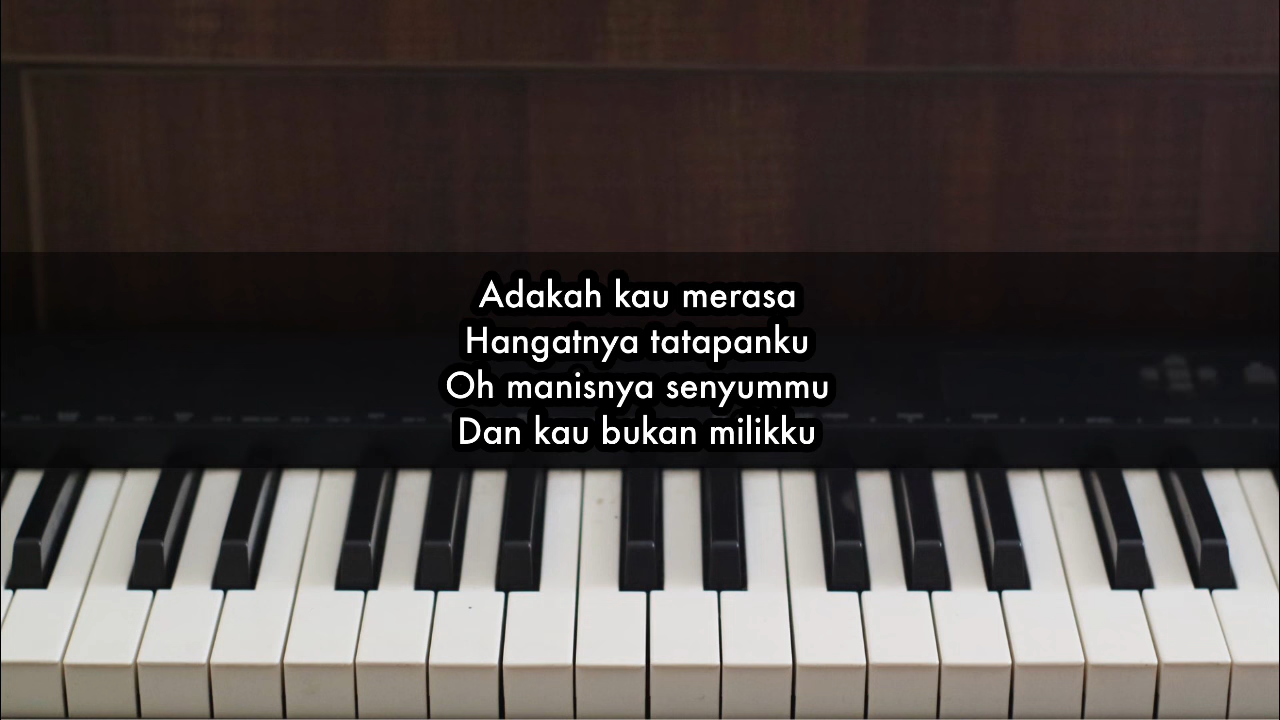 Adakah kau merasa
Hangatnya tatapanku
Oh manisnya senyummu
Dan kau bukan milikku